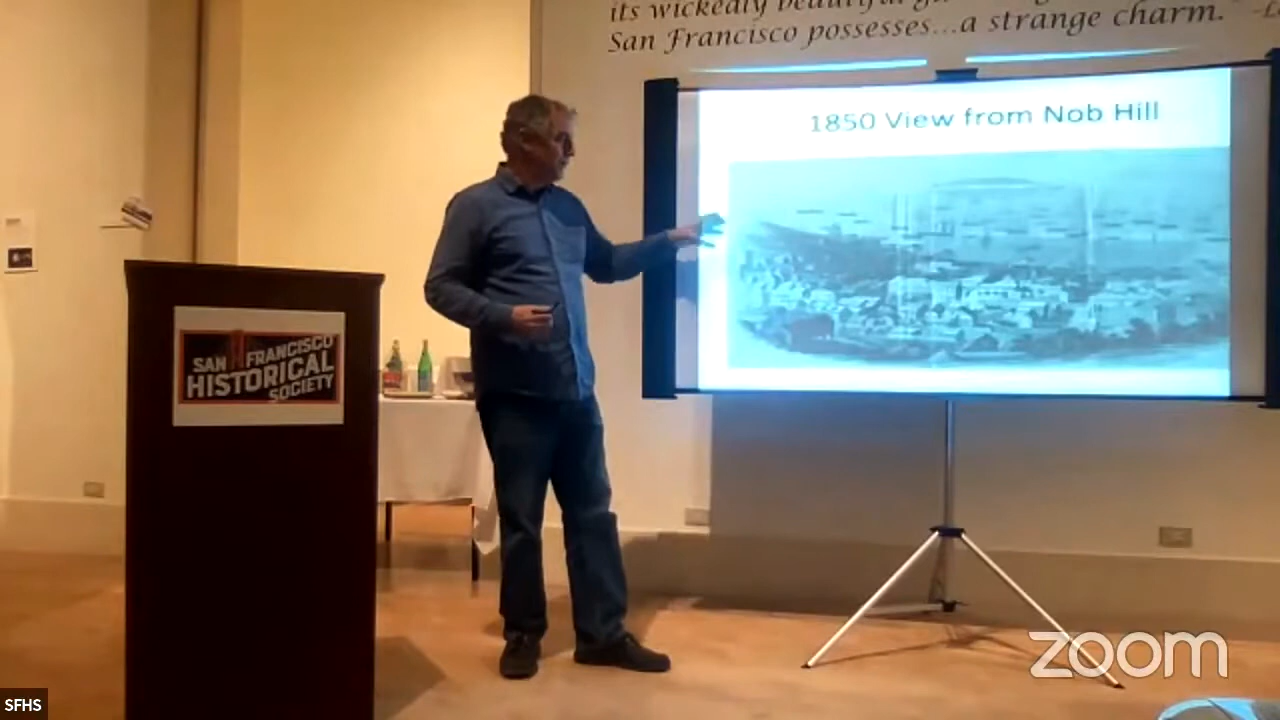 its wickedly beautiful
San Francisco possesses...a strange charm."
1850 View from Nob Hill
SAN FRANCISCO
HISTORICAL
SOCIETY
zoom
SFHS